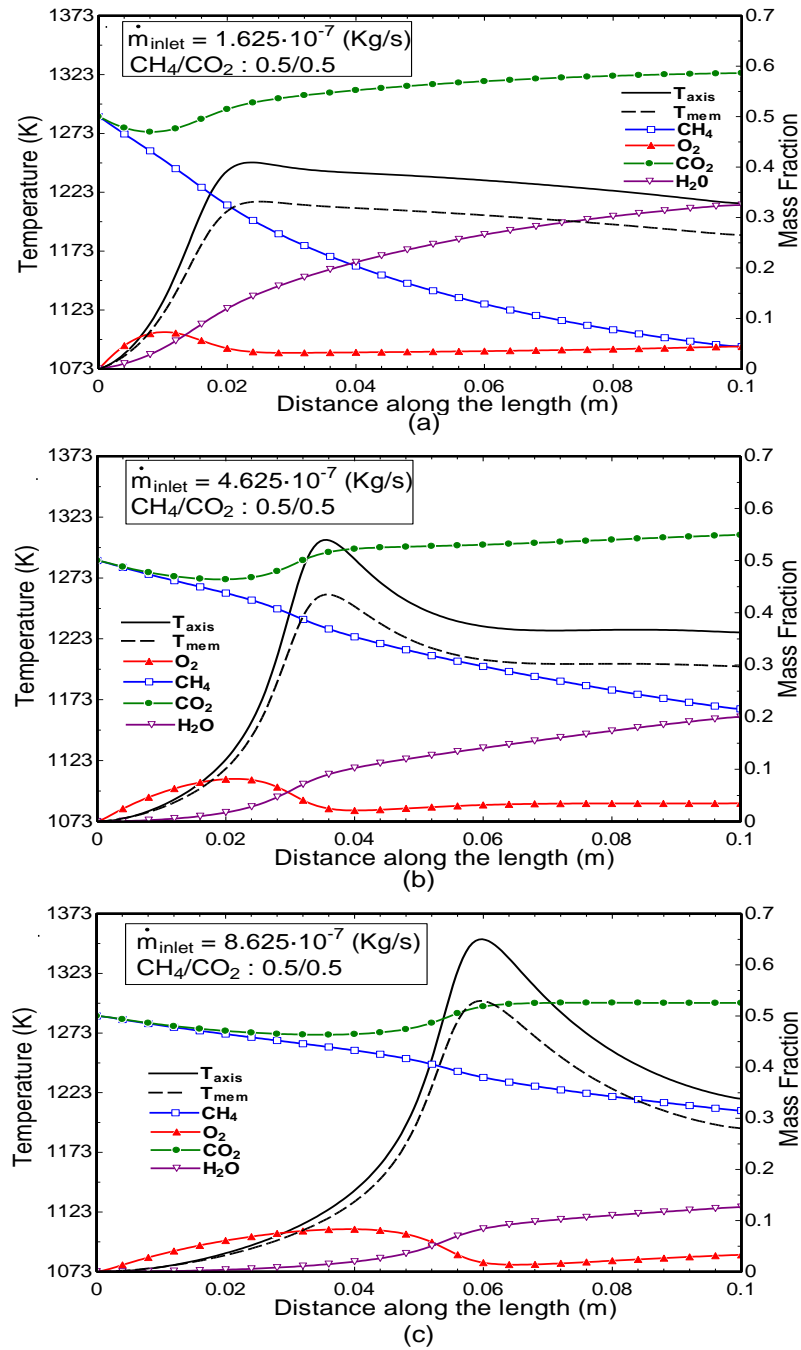 ṁinlet = 1.625·10-7 (Kg/s)
CH4/CO2 : 0.5/0.5
Taxis
Tmem
CH4
O2
CO2
H20
Temperature (K)
1373
1323
1273
1223
1173
1123
1073
Mass Fraction
0.7
0.6
0.5
0.4
0.3
0.2
0.1
0
0 0.02 0.04 0.06 0.08 0.1
Distance along the length (m)
(a)
ṁinlet = 4.625·10-7 (Kg/s)
CH4/CO2 : 0.5/0.5
Taxis
Tmem
O2
CH4
CO2
H2O
Temperature (K)
1373
1323
1273
1223
1173
1123
1073
Mass Fraction
0.7
0.6
0.5
0.4
0.3
0.2
0.1
0
0 0.02 0.04 0.06 0.08 0.1
Distance along the length (m)
(b)
ṁinlet = 8.625·10-7 (Kg/s)
CH4/CO2 : 0.5/0.5
Taxis
Tmem
CH4
O2
CO2
H2O
Temperature (K)
1373
1323
1273
1223
1173
1123
1073
Mass Fraction
0.7
0.6
0.5
0.4
0.3
0.2
0.1
0
0 0.02 0.04 0.06 0.08 0.1
Distance along the length (m)
(c)